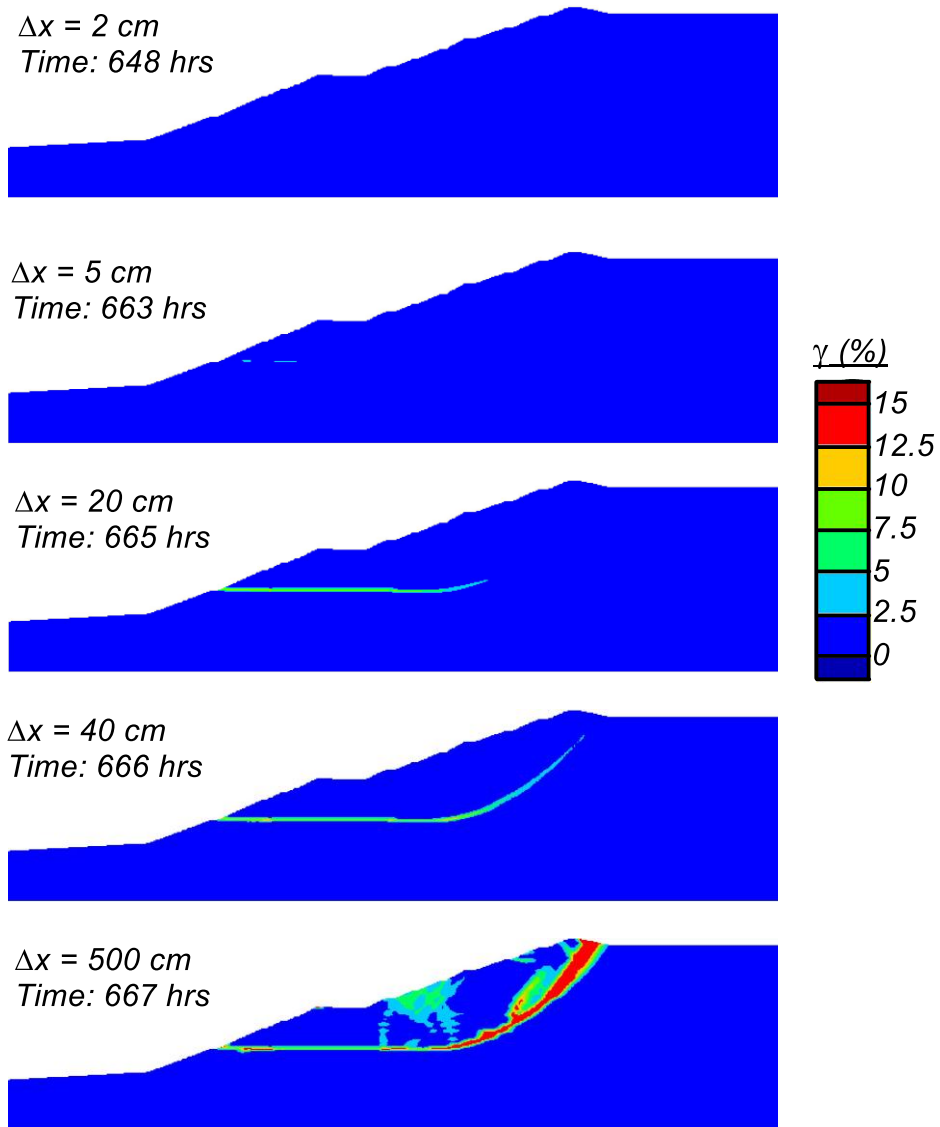 Δx = 2 cm
Time: 648 hrs
Δx = 5 cm
Time: 663 hrs
Δx = 20 cm
Time: 665 hrs
Δx = 40 cm
Time: 666 hrs
Δx = 500 cm
Time: 667 hrs
γ (%)
15
12.5
10
7.5
5
2.5
0